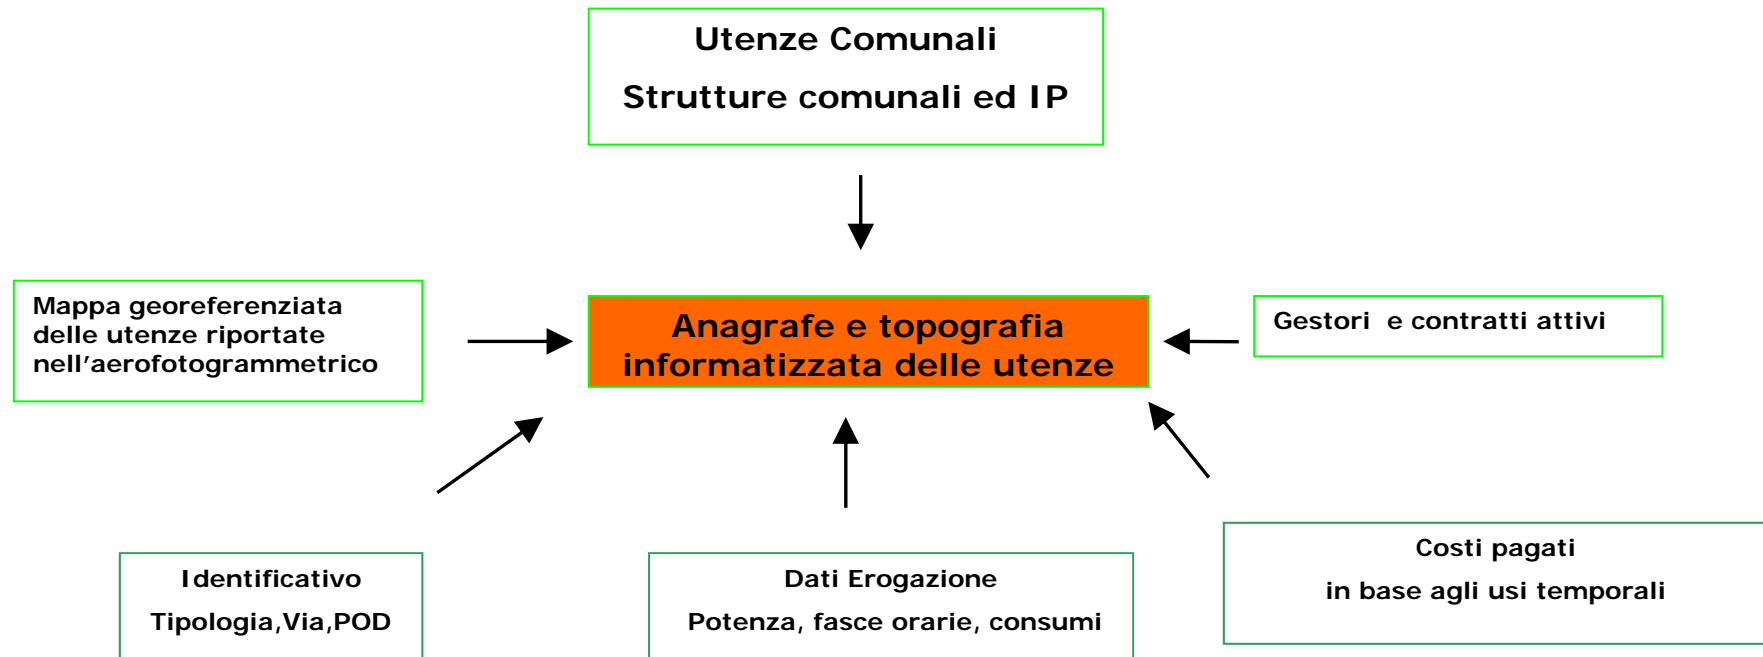 Utenze Comunali
Strutture comunali ed IP
Mappa georeferenziata
delle utenze riportate
nell'aerofotogrammetrico
Anagrafe e topografia
informatizzata delle utenze
Gestori e contratti attivi
Identificativo
Tipologia,Via,POD
Dati Erogazione
Potenza, fasce orarie, consumi
Costi pagati
in base agli usi temporali